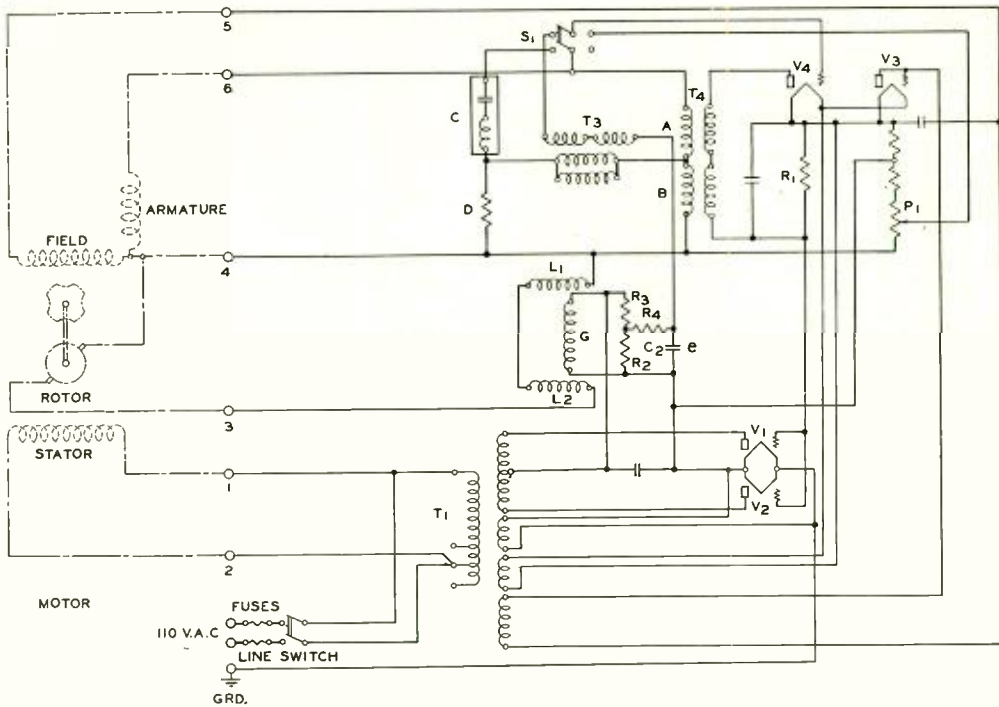 5
S1
6
V4
V3
T4
C
T3
A
R1
ARMATURE
B
D
P1
FIELD
4
L1
R3
R4
G
C2
e
R2
ROTOR
L2
3
STATOR
V1
1
T1
V2
2
MOTOR
FUSES
110 V.A.C
LINE SWITCH
GRD.